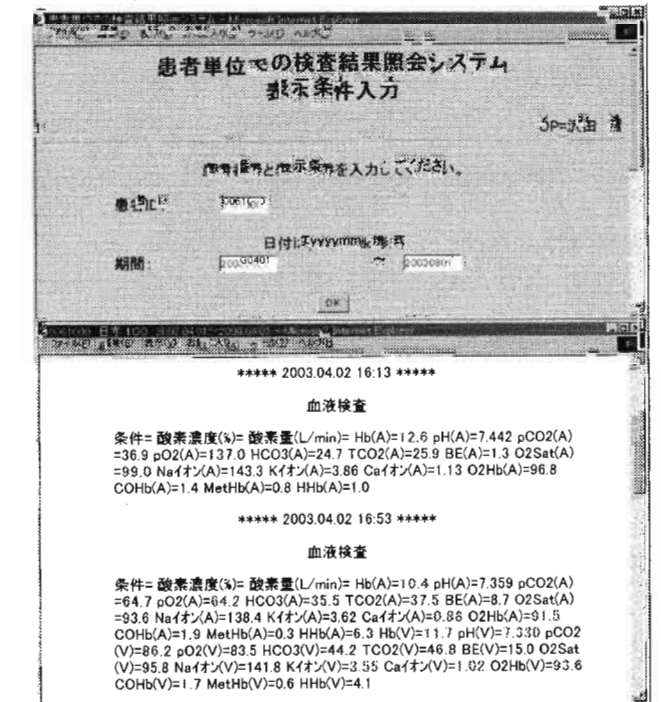 患者単位での検査結果照会システム
表示条件入力
と表示条件を入力してください。
期間:
OK
***** 2003.04.02 16:13 *****
血液検査
条件= 酸素濃度(%)= 酸素量(L/min)= Hb(A)=12.6 pH(A)=7.442 pCO2(A)
=36.9 pO2(A)=137.0 HCO3(A)=24.7 TCO2(A)=25.9 BE(A)=1.3 O2Sat(A)
=99.0 Naイオン(A)=143.3 Kイオン(A)=3.86 Caイオン(A)=1.13 O2Hb(A)=96.8
COHb(A)=1.4 MetHb(A)=0.8 HHb(A)=1.0
***** 2003.04.02 16:53 *****
血液検査
条件= 酸素濃度(%)= 酸素量(L/min)= Hb(A)=10.4 pH(A)=7.359 pCO2(A)
=64.7 pO2(A)=64.2 HCO3(A)=35.5 TCO2(A)=37.5 BE(A)=8.7 O2Sat(A)
=93.6 Naイオン(A)=138.4 Kイオン(A)=3.62 Caイオン(A)=0.86 O2Hb(A)=91.5
COHb(A)=1.9 MetHb(A)=0.3 HHb(A)=6.3 Hb(V)=11.7 pH(V)=7.330 pCO2
(V)=86.2 pO2(V)=83.5 HCO3(V)=44.2 TCO2(V)=46.8 BE(V)=15.0 O2Sat
(V)=95.8 Naイオン(V)=141.8 Kイオン(V)=3.55 Caイオン(V)=1.02 O2Hb(V)=93.6
COHb(V)=1.7 MetHb(V)=0.6 HHb(V)=4.1